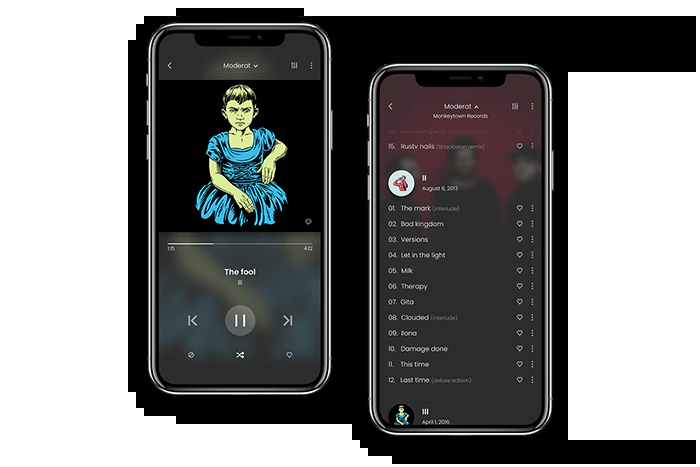 Moderat
1:15
4:12
The fool
III
Moderat
Monkeytown Records
15. Rusty nails (Shackleton remix)
II
August 6, 2013
01. The mark (interlude)
02. Bad kingdom
03. Versions
04. Let in the light
05. Milk
06. Therapy
07. Gita
08. Clouded (interlude)
09. Ilona
10. Damage done
11. This time
12. Last time (deluxe edition)
III
April 1, 2016